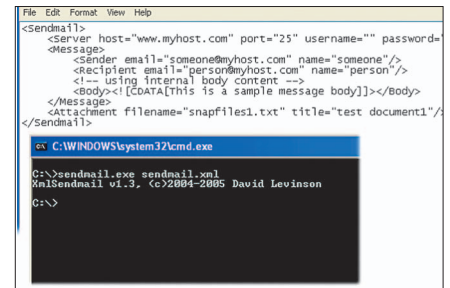 File Edit Format View Help
<Sendmail>
<Server host="www.myhost.com" port="25" username="" password="
<Message>
<Sender email="someone@myhost.com" name="someone"/>
<Recipient email="person@myhost.com" name="person"/>
<!-- using internal body content -->
<Body><![CDATA[This is a sample message body]]></Body>
</Message>
<Attachment filename="snapfiles1.txt" title="test document1"/>
</Sendmail>
C:\WINDOWS\system32\cmd.exe
C:\>sendmail.exe sendmail.xml
XmlSendmail v1.3, (c)2004-2005 David Levinson
C:\>